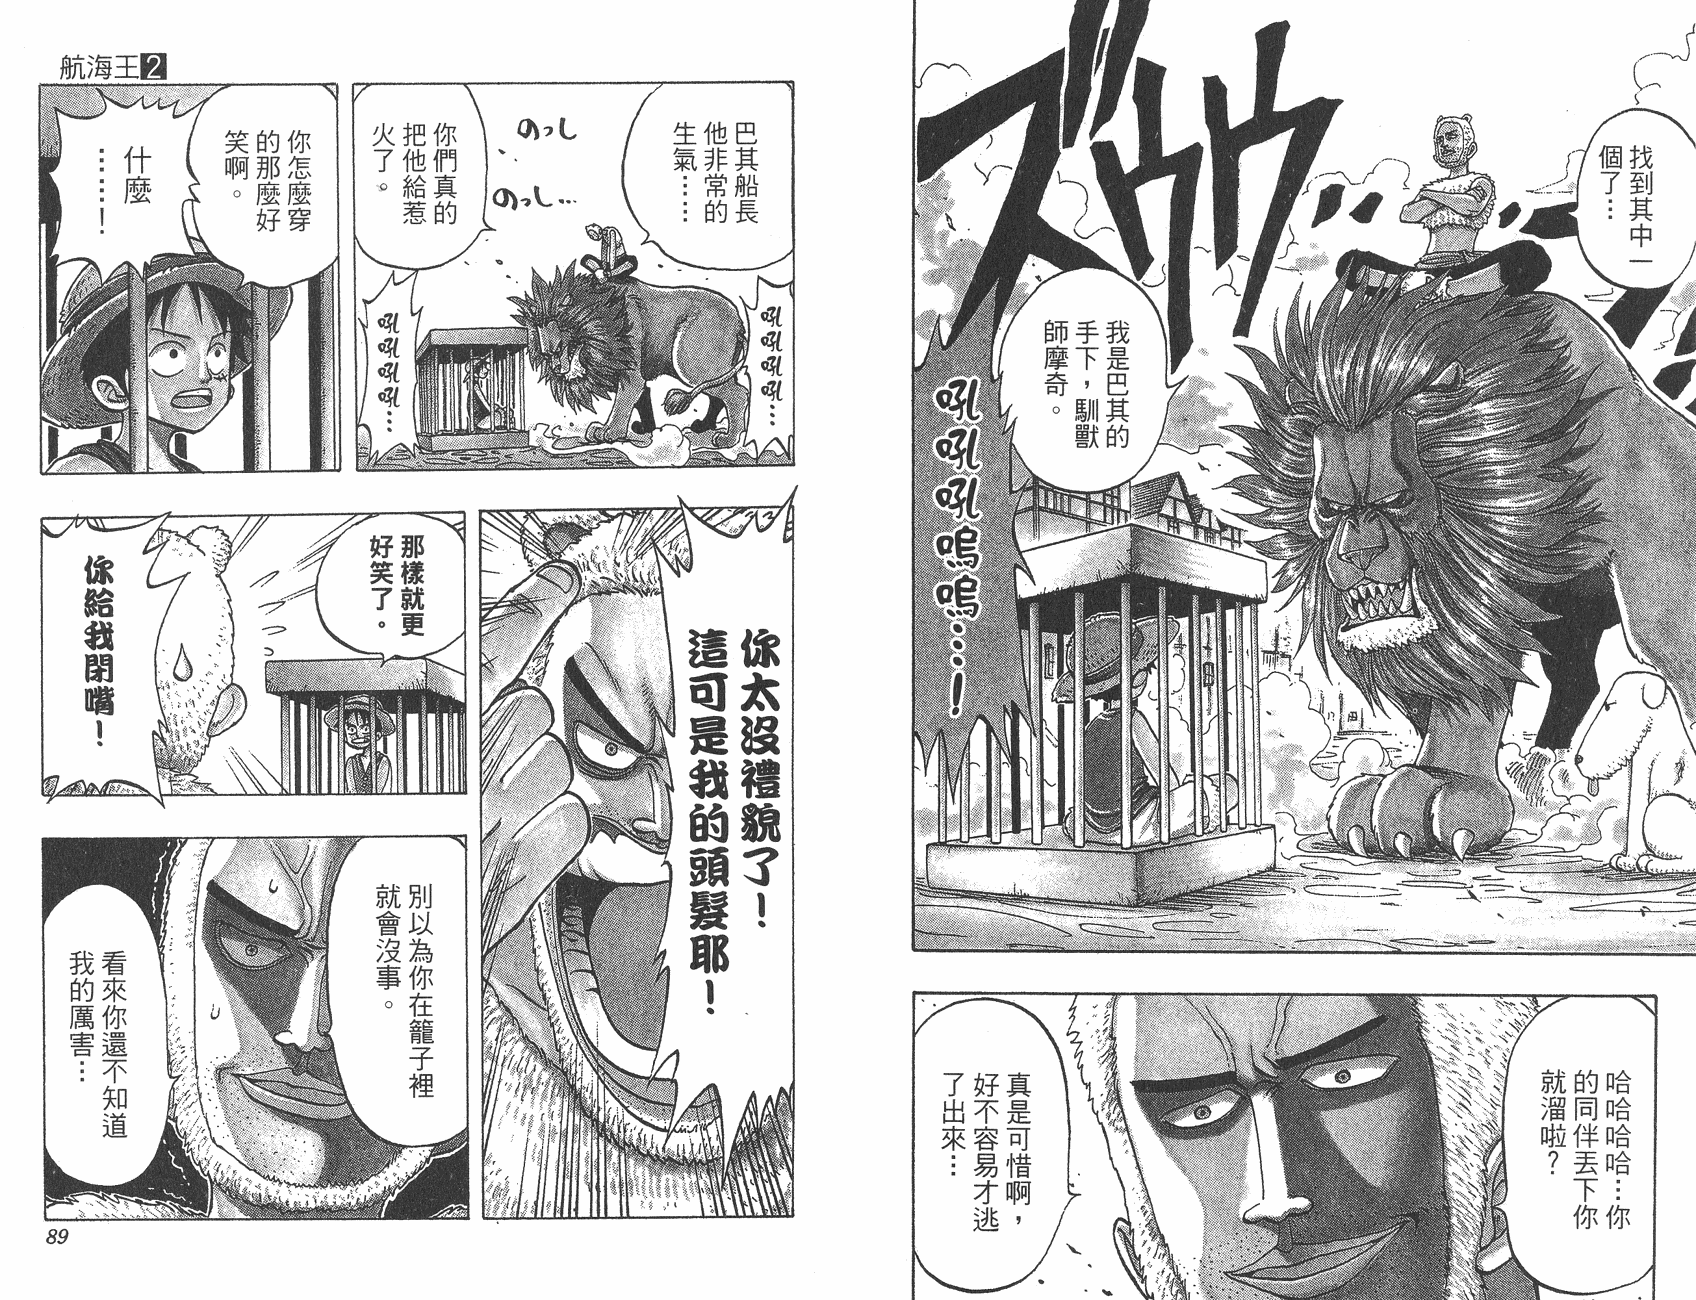 找到其中一
個了…
ズウウ
我是巴其的
手下，馴獸
師摩奇。
吼吼吼嗚嗚……!
哈哈哈哈…你
的同伴丟下你
就溜啦?
真是可惜啊，
好不容易才逃
了出來…
航海王2
巴其船長
他非常的
生氣……
のっし
のっし…
你們真的
把他給惹
火了。
吼吼吼吼…
吼吼吼吼…
你怎麼穿
的那麼好
笑啊。
什麼
……!
你太沒禮貌了!
這可是我的頭髮耶!
那樣就更
好笑了。
你給我閉嘴!
別以為你在籠子裡
就會沒事。
看來你還不知道
我的厲害…
89